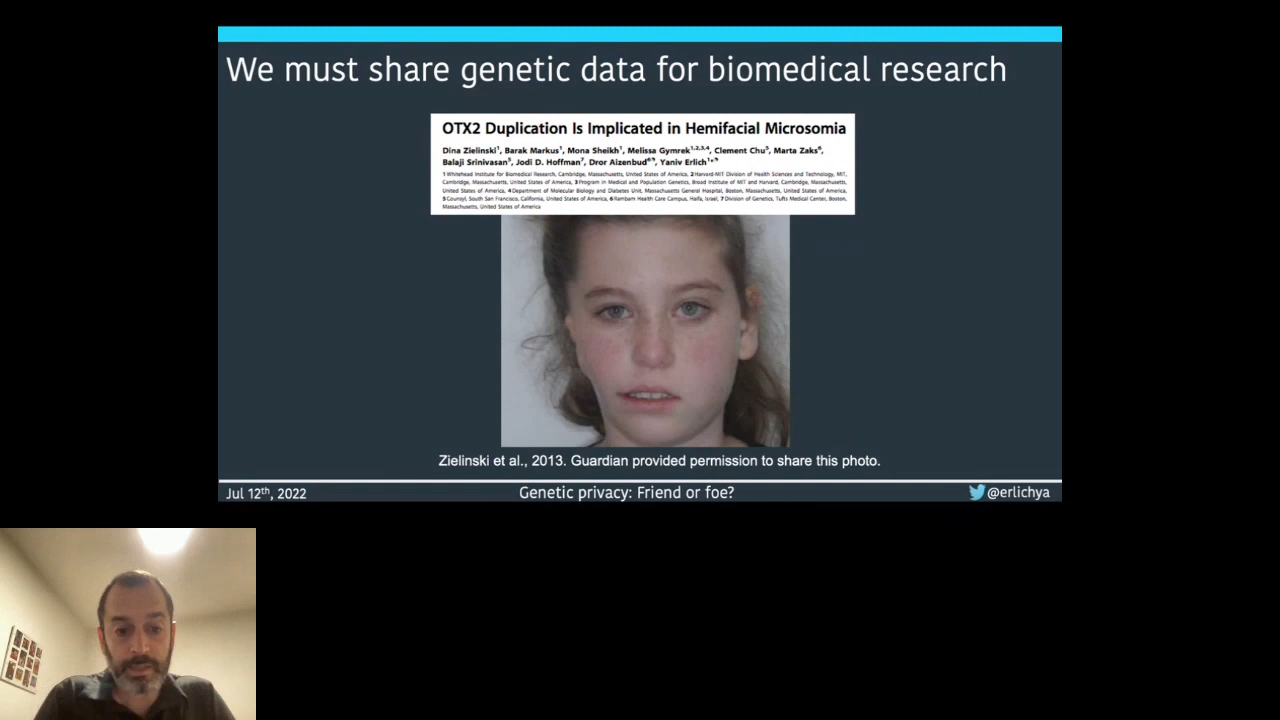 We must share genetic data for biomedical research
OTX2 Duplication Is Implicated in Hemifacial Microsomia
Dina Zielinski1, Barak Markus1, Mona Sheikh1, Melissa Gymrek1,2,3,4, Clement Chu5, Marta Zaks6,
Balaji Srinivasan5, Jodi D. Hoffman7, Dror Aizenbud6, Yaniv Erlich1*
1 Whitehead Institute for Biomedical Research, Cambridge, Massachusetts, United States of America, 2 Harvard-MIT Division of Health Sciences and Technology, MIT,
Cambridge, Massachusetts, United States of America, 3 Program in Medical and Population Genetics, Broad Institute of MIT and Harvard, Cambridge, Massachusetts,
United States of America, 4 Department of Molecular Biology and Diabetes Unit, Massachusetts General Hospital, Boston, Massachusetts, United States of America,
5 Counsyl, South San Francisco, California, United States of America, 6 Rambam Health Care Campus, Haifa, Israel, 7 Division of Genetics, Tufts Medical Center, Boston,
Massachusetts, United States of America
Zielinski et al., 2013. Guardian provided permission to share this photo.
Jul 12th, 2022
Genetic privacy: Friend or foe?
@erlichya